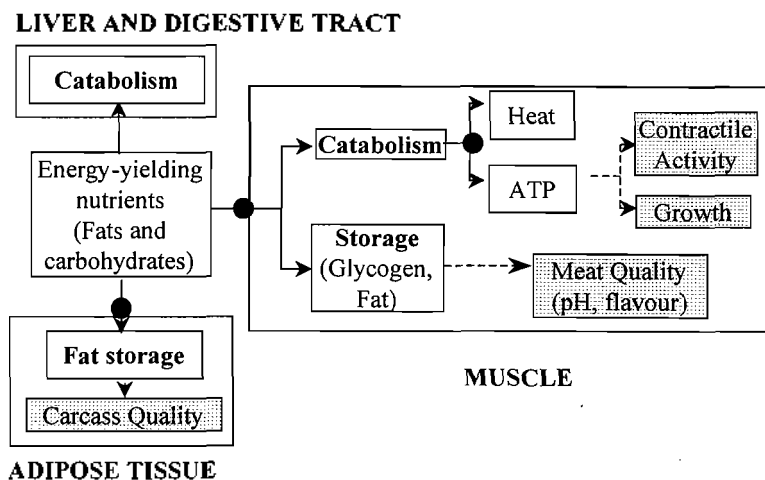 LIVER AND DIGESTIVE TRACT
Catabolism
Energy-yielding
nutrients
(Fats and
carbohydrates)
Fat storage
Carcass Quality
ADIPOSE TISSUE
Catabolism
Heat
ATP
Contractile
Activity
Growth
Storage
(Glycogen,
Fat)
Meat Quality
(pH, flavour)
MUSCLE